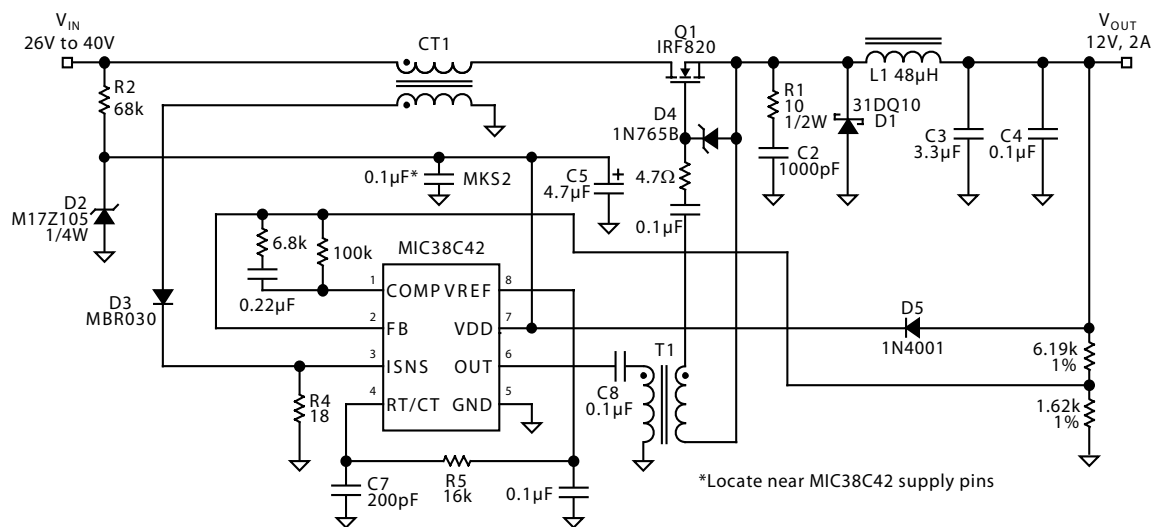 VIN
26V to 40V
CT1
Q1
IRF820
VOUT
12V, 2A
R2
68k
L1 48µH
R1
10
1/2W
31DQ10
D1
D4
1N765B
C3
3.3µF
C4
0.1µF
C2
1000pF
0.1µF*
MKS2
C5
4.7µF
+
4.7Ω
0.1µF
D2
M17Z105
1/4W
6.8k
100k
MIC38C42
0.22µF
1
COMP
VREF
8
D3
MBR030
2
FB
VDD
7
D5
1N4001
3
ISNS
OUT
6
T1
6.19k
1%
C8
0.1µF
4
RT/CT
GND
5
R4
18
1.62k
1%
C7
200pF
R5
16k
0.1µF
*Locate near MIC38C42 supply pins